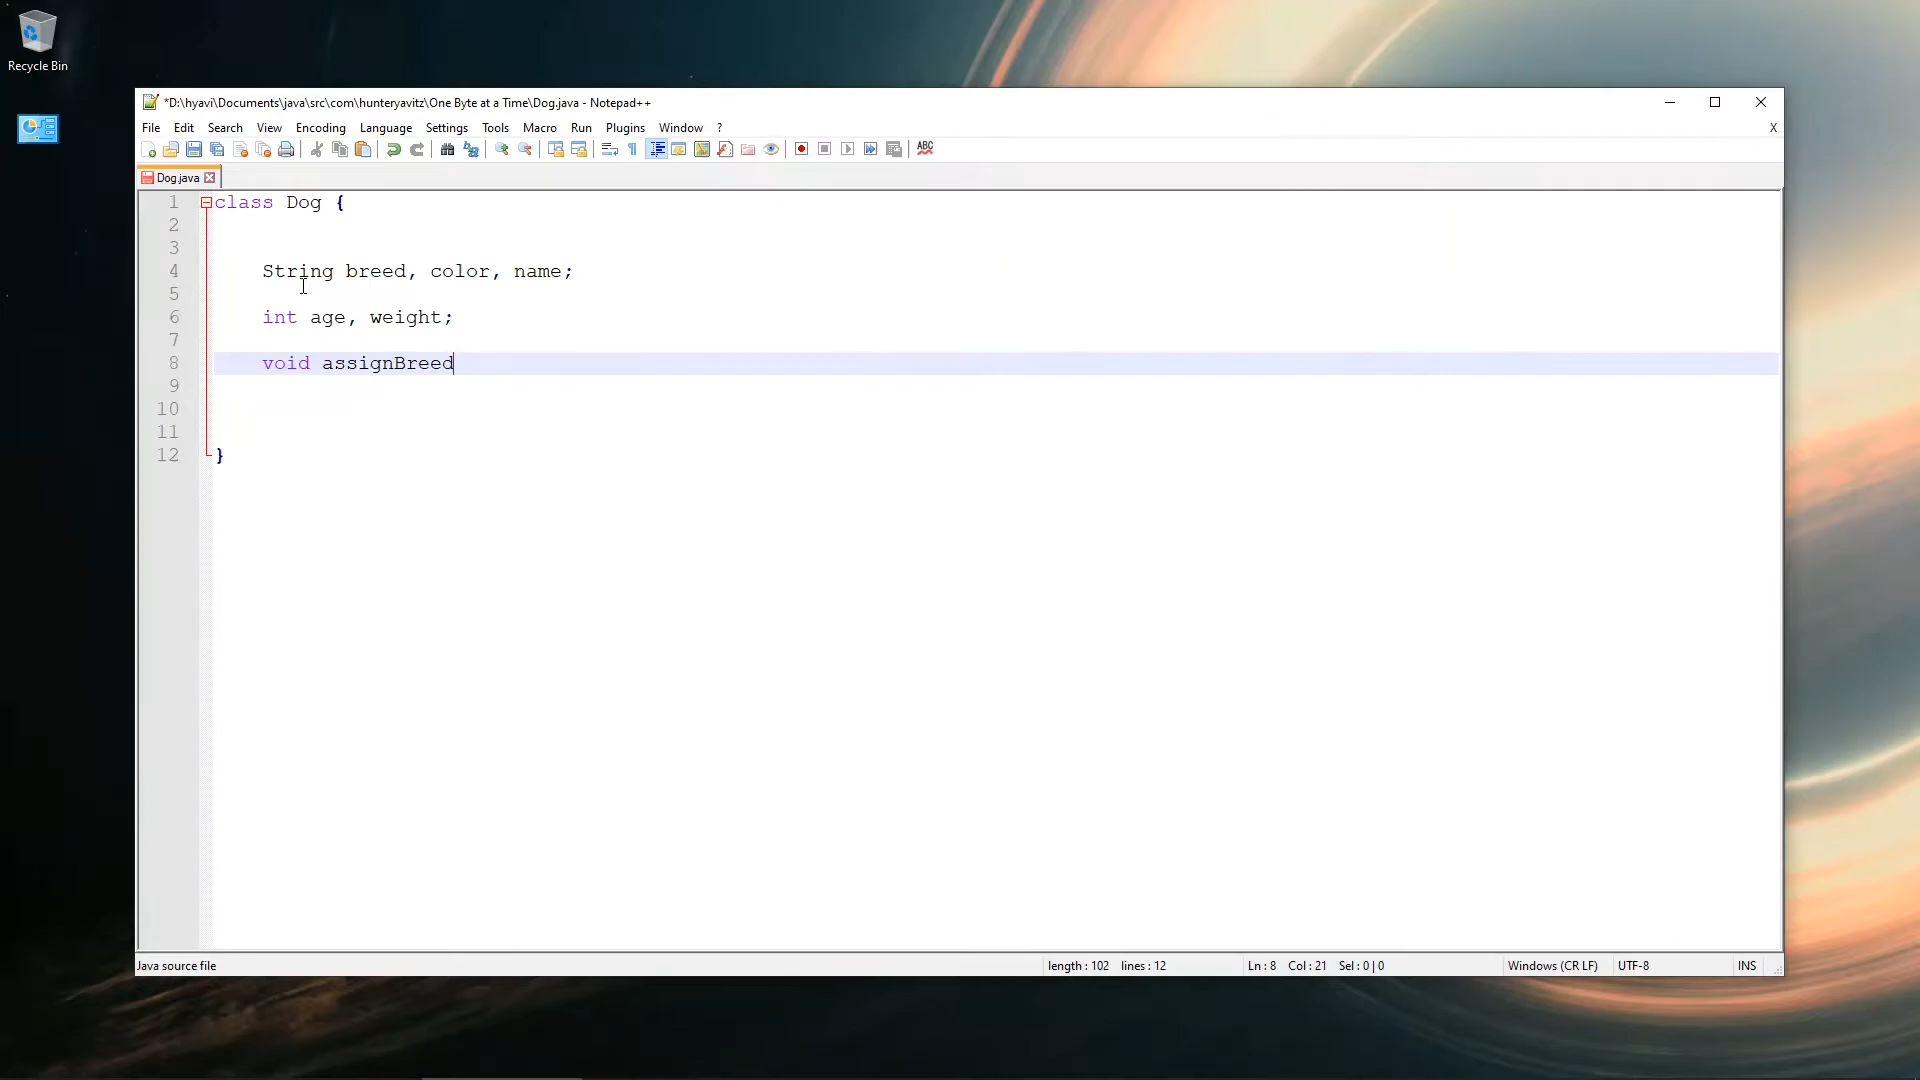 Recycle Bin
*D:\hyavi\Documents\java\src\com\hunteryavitz\One Byte at a Time\Dog.java - Notepad++
File Edit Search View Encoding Language Settings Tools Macro Run Plugins Window ? X
ABC
Dog.java
1 class Dog {
2
3
4 String breed, color, name;
5
6 int age, weight;
7
8 void assignBreed
9
10
11
12 }
Java source file length : 102 lines : 12 Ln : 8 Col : 21 Sel : 0 | 0 Windows (CR LF) UTF-8 INS